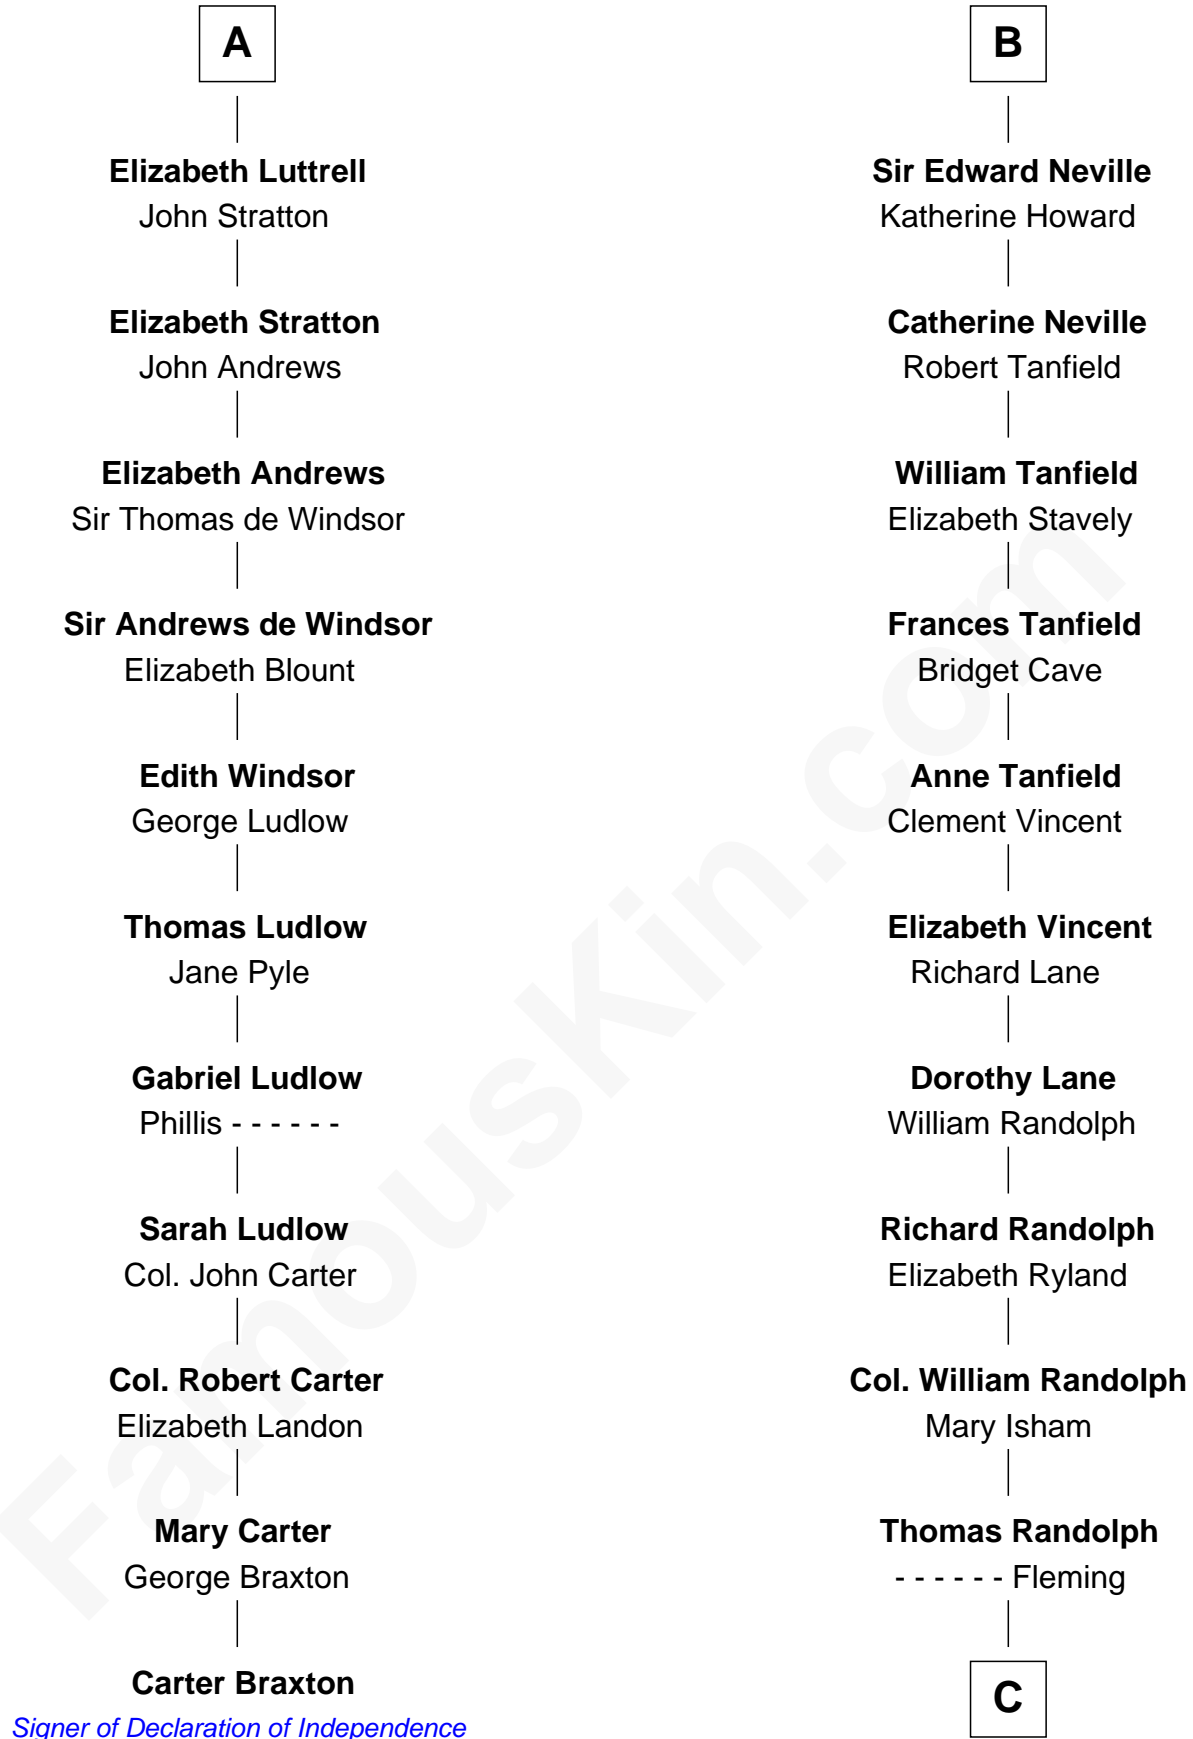 A
Elizabeth Luttrell
John Stratton
Elizabeth Stratton
John Andrews
Elizabeth Andrews
Sir Thomas de Windsor
Sir Andrews de Windsor
Elizabeth Blount
Edith Windsor
George Ludlow
Thomas Ludlow
Jane Pyle
Gabriel Ludlow
Phillis - - - - - -
Sarah Ludlow
Col. John Carter
Col. Robert Carter
Elizabeth Landon
Mary Carter
George Braxton
Carter Braxton
Signer of Declaration of Independence
B
Sir Edward Neville
Katherine Howard
Catherine Neville
Robert Tanfield
William Tanfield
Elizabeth Stavely
Frances Tanfield
Bridget Cave
Anne Tanfield
Clement Vincent
Elizabeth Vincent
Richard Lane
Dorothy Lane
William Randolph
Richard Randolph
Elizabeth Ryland
Col. William Randolph
Mary Isham
Thomas Randolph
- - - - - - Fleming
C
FamousKin.com